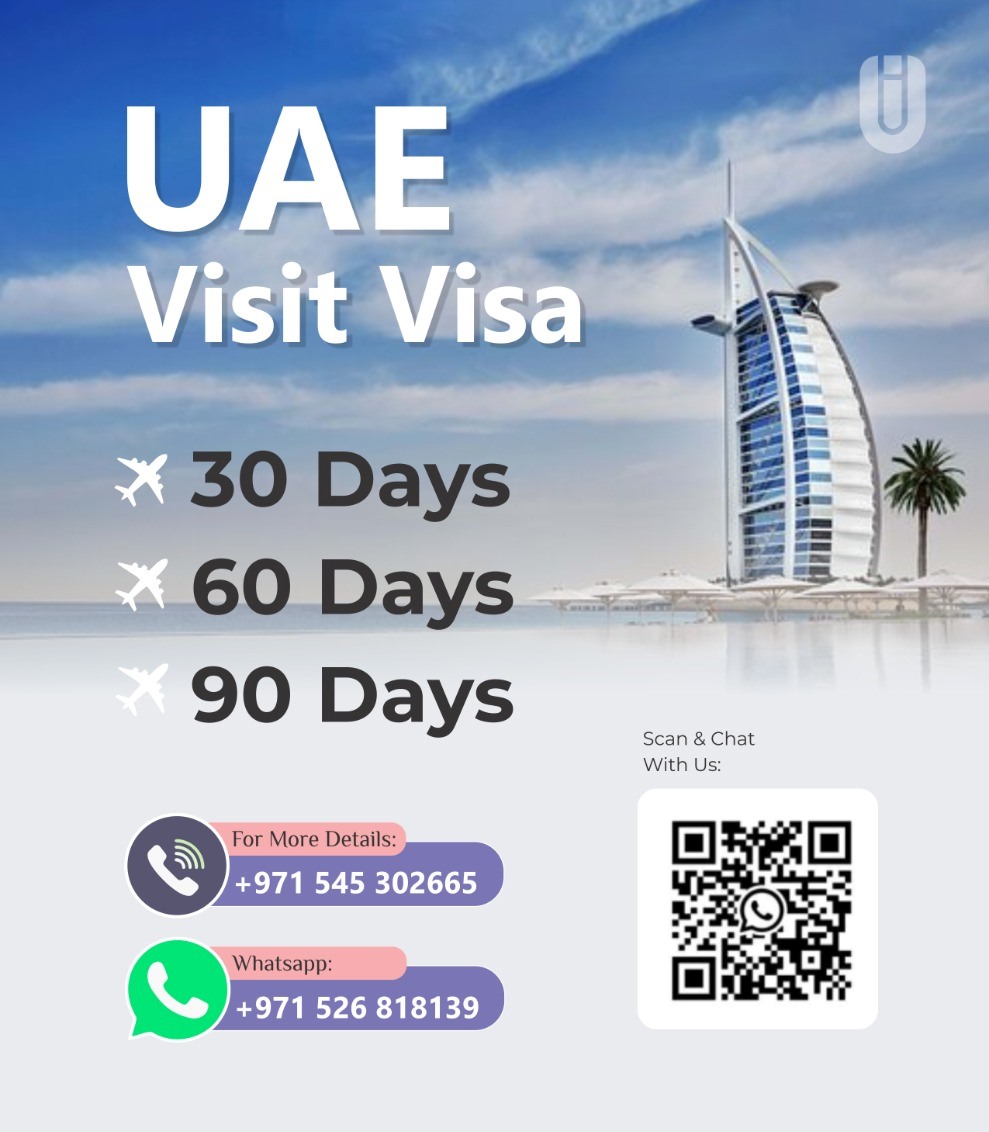 UAE
Visit Visa
30 Days
60 Days
90 Days
Scan & Chat
With Us:
For More Details:
+971 545 302665
Whatsapp:
+971 526 818139